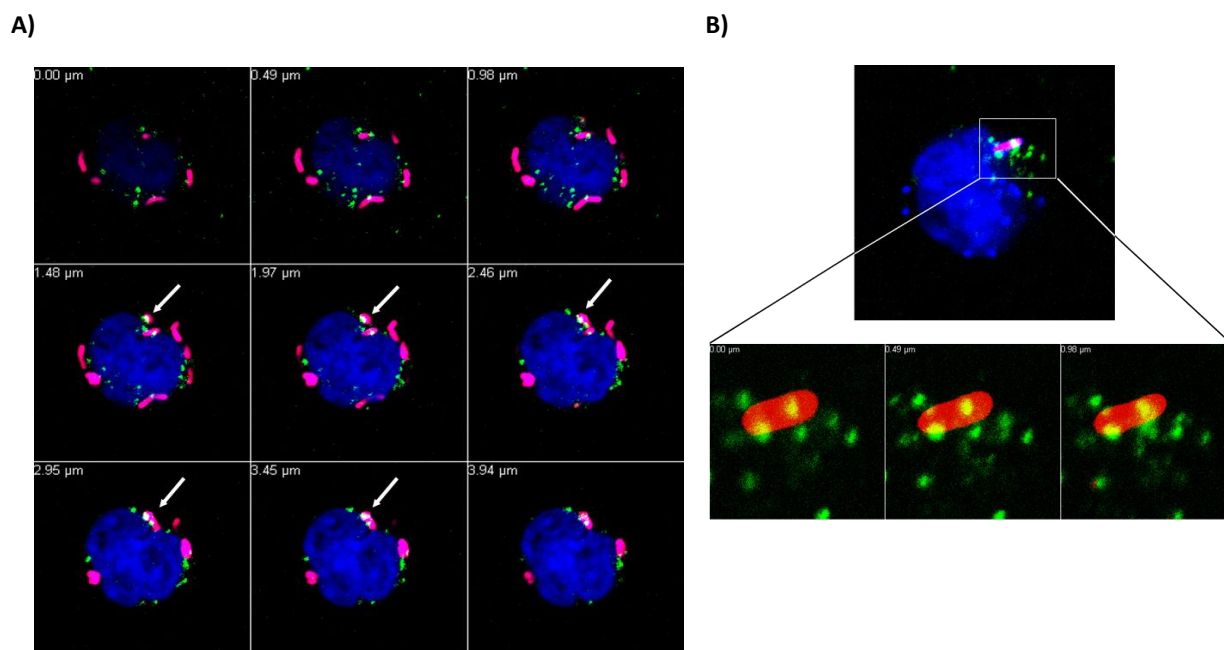 A)
B)
0.00 µm
0.49 µm
0.98 µm
1.48 µm
1.97 µm
2.46 µm
2.95 µm
3.45 µm
3.94 µm
0.00 µm
0.49 µm
0.98 µm